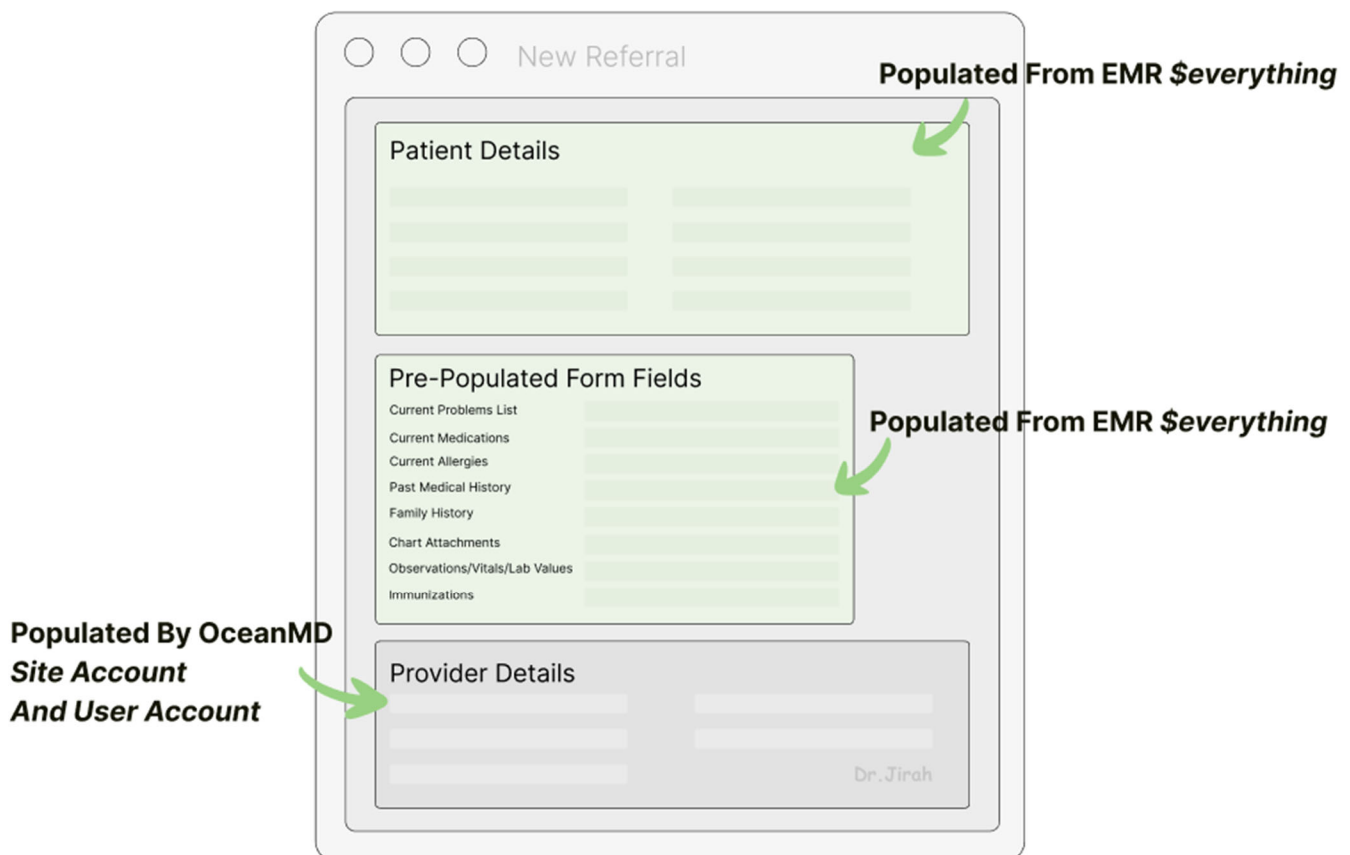 New Referral
Populated From EMR $everything
Patient Details
Pre-Populated Form Fields
Current Problems List
Current Medications
Populated From EMR $everything
Current Allergies
Past Medical History
Family History
Chart Attachments
Observations/Vitals/Lab Values
Immunizations
Populated By OceanMD
Site Account
And User Account
Provider Details
Dr.Jirah